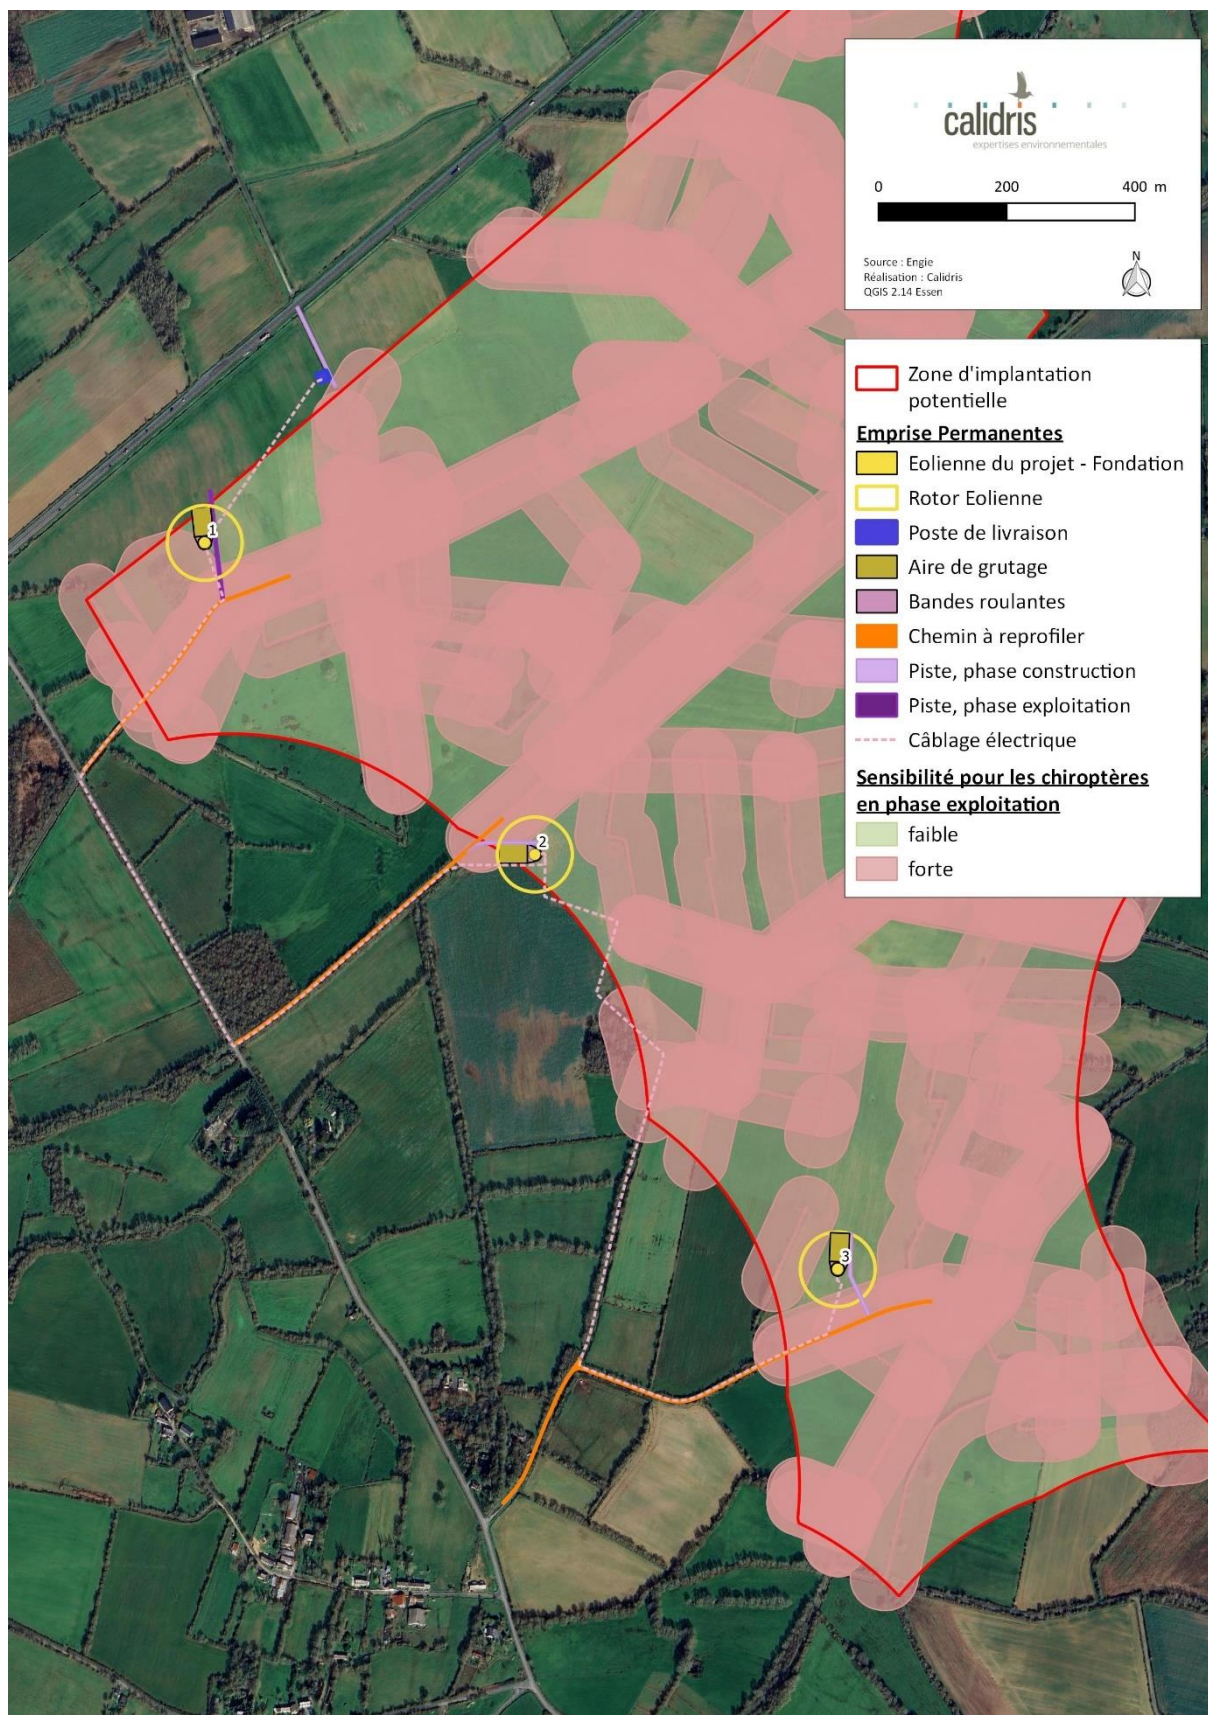 calidris
expertises environnementales
0 200 400 m
Source : Engie
Réalisation : Calidris
QGIS 2.14 Essen
N
Zone d'implantation
potentielle
Emprise Permanentes
Eolienne du projet - Fondation
Rotor Eolienne
Poste de livraison
Aire de grutage
Bandes roulantes
Chemin à reprofiler
Piste, phase construction
Piste, phase exploitation
Câblage électrique
Sensibilité pour les chiroptères
en phase exploitation
faible
forte
1
2
3